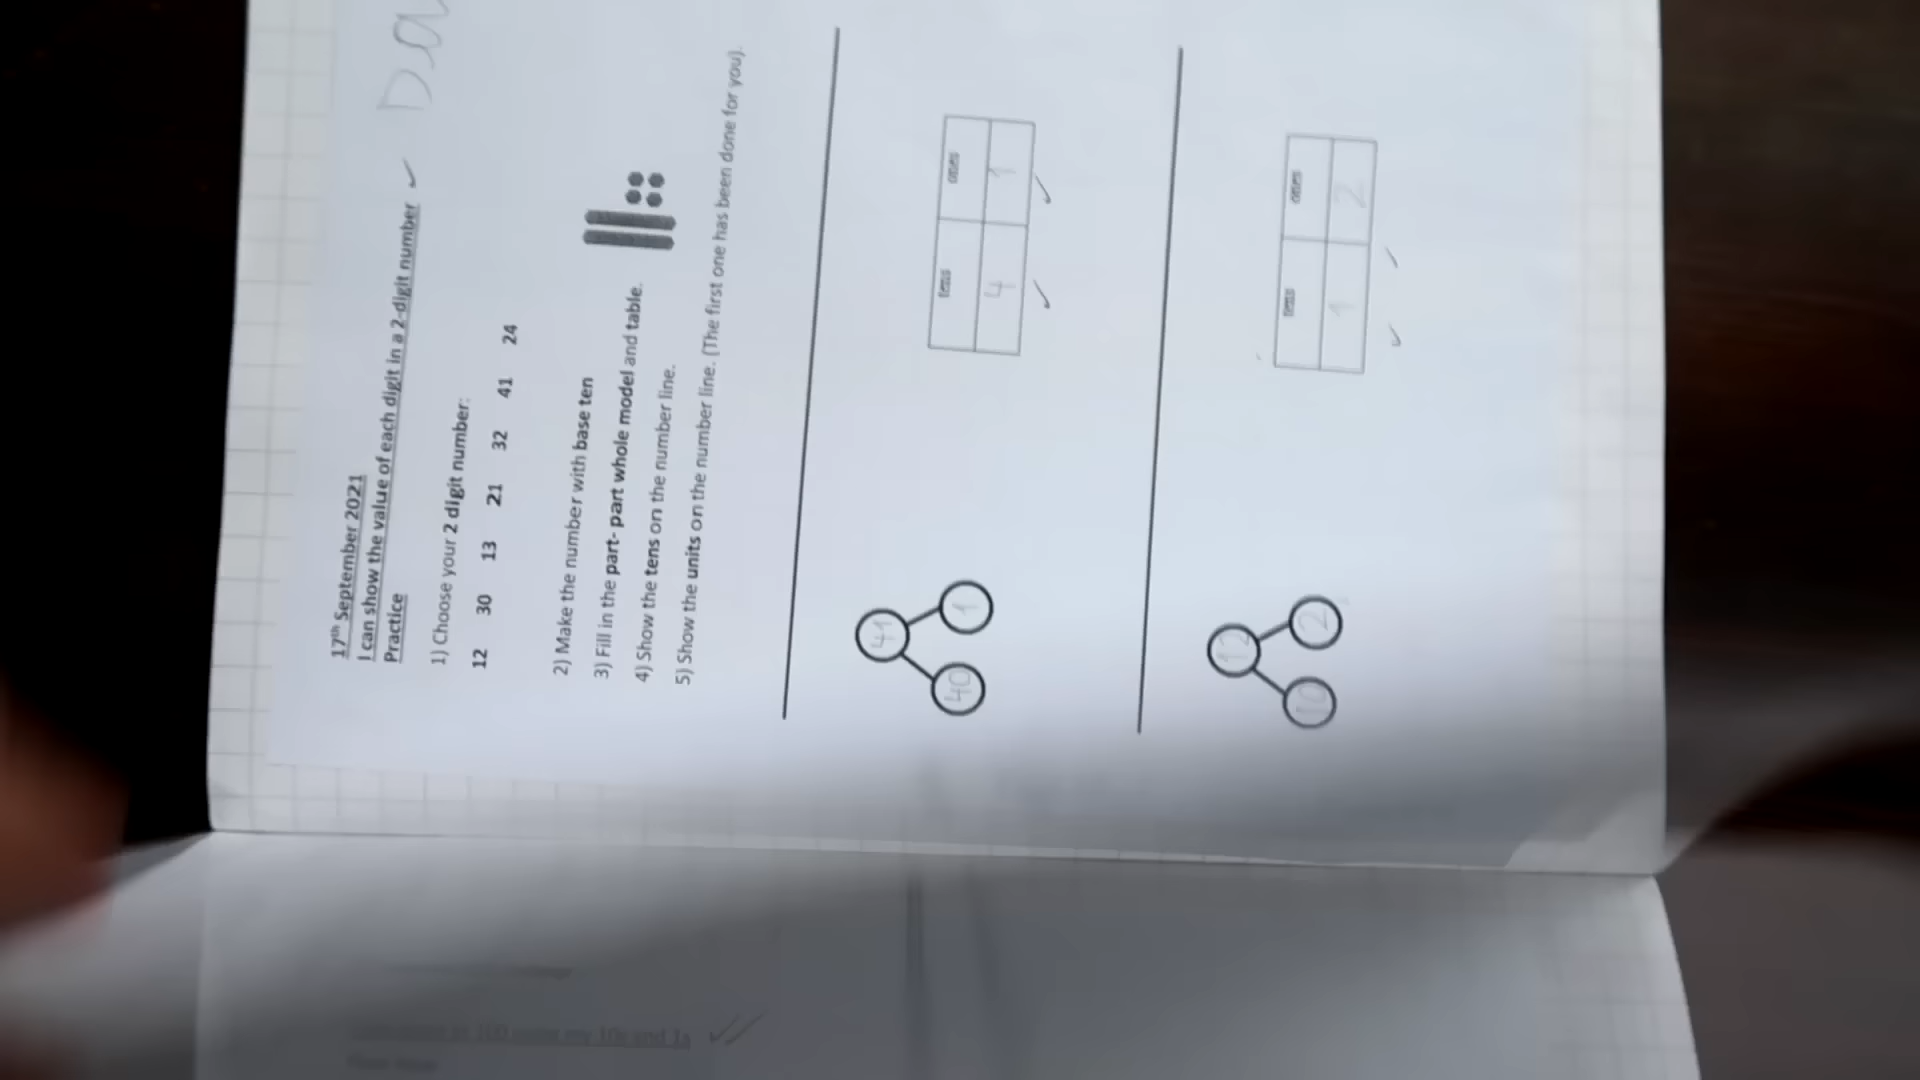 17th September 2021
I can show the value of each digit in a 2-digit number
Practice
1) Choose your 2 digit number:
12 30 13 21 32 41 24
2) Make the number with base ten
3) Fill in the part- part whole model and table.
4) Show the tens on the number line.
5) Show the units on the number line. (The first one has been done for you).
41
40 1
tens ones
4 1
12
10 2
tens ones
1 2